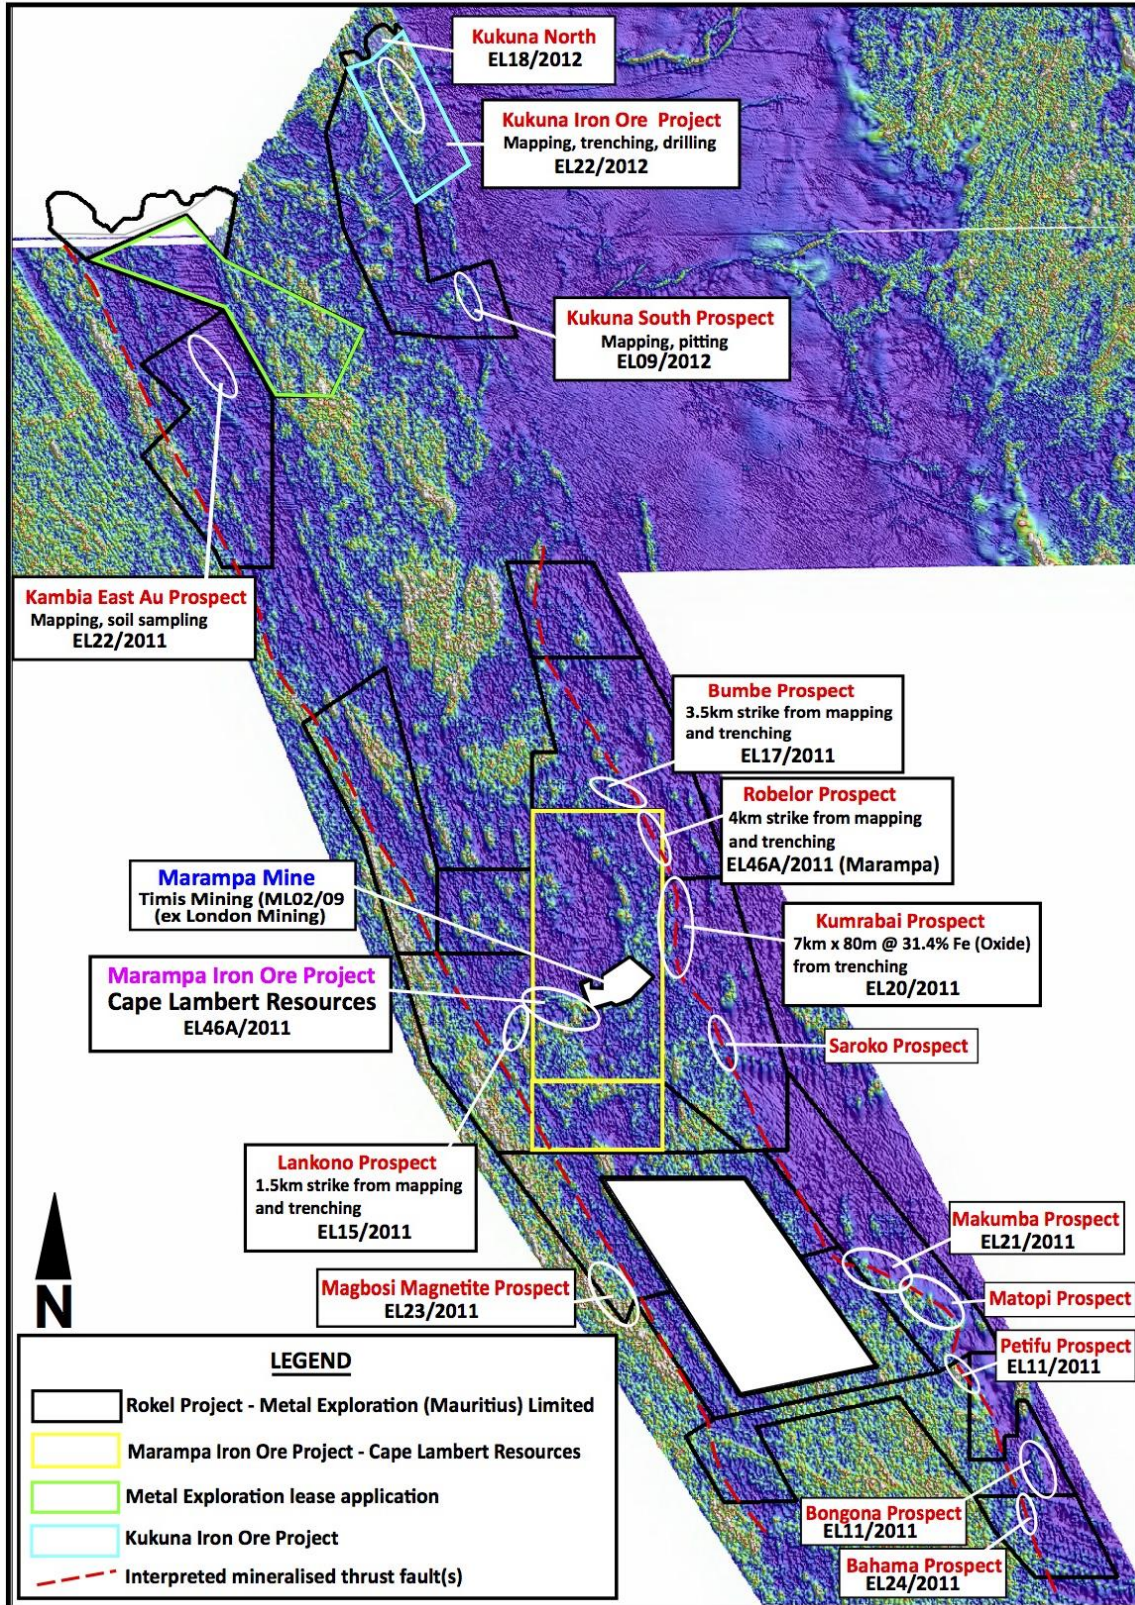 Kukuna North
EL18/2012
Kukuna Iron Ore Project
Mapping, trenching, drilling
EL22/2012
Kukuna South Prospect
Mapping, pitting
EL09/2012
Kambia East Au Prospect
Mapping, soil sampling
EL22/2011
Bumbe Prospect
3.5km strike from mapping
and trenching
EL17/2011
Robelor Prospect
4km strike from mapping
and trenching
EL46A/2011 (Marampa)
Marampa Mine
Timis Mining (ML02/09
(ex London Mining)
Kumrabai Prospect
7km x 80m @ 31.4% Fe (Oxide)
from trenching
EL20/2011
Marampa Iron Ore Project
Cape Lambert Resources
EL46A/2011
Saroko Prospect
Lankono Prospect
1.5km strike from mapping
and trenching
EL15/2011
Makumba Prospect
EL21/2011
Magbosi Magnetite Prospect
EL23/2011
Matopi Prospect
Petifu Prospect
EL11/2011
Bongona Prospect
EL11/2011
Bahama Prospect
EL24/2011
N
LEGEND
Rokel Project - Metal Exploration (Mauritius) Limited
Marampa Iron Ore Project - Cape Lambert Resources
Metal Exploration lease application
Kukuna Iron Ore Project
Interpreted mineralised thrust fault(s)